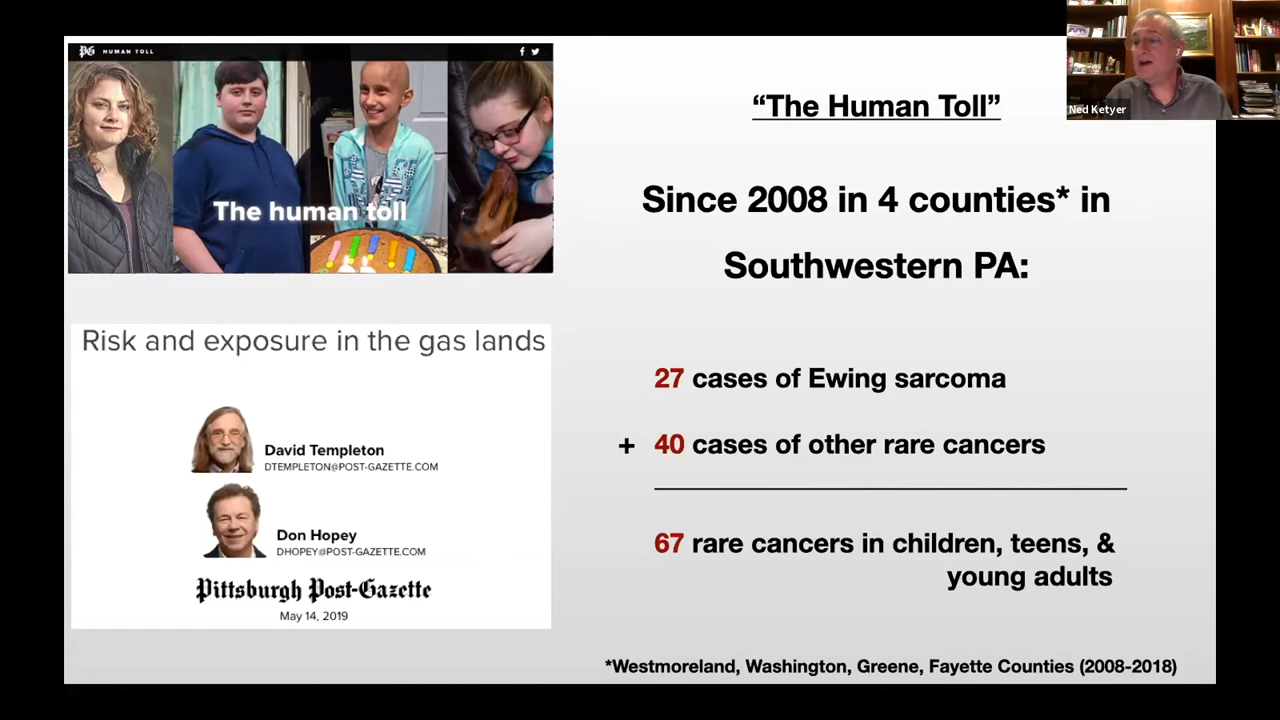 PG HUMAN TOLL
The human toll
Risk and exposure in the gas lands
David Templeton
DTEMPLETON@POST-GAZETTE.COM
Don Hopey
DHOPEY@POST-GAZETTE.COM
Pittsburgh Post-Gazette
May 14, 2019
“The Human Toll”
Since 2008 in 4 counties* in
Southwestern PA:
27 cases of Ewing sarcoma
+ 40 cases of other rare cancers
67 rare cancers in children, teens, &
young adults
*Westmoreland, Washington, Greene, Fayette Counties (2008-2018)
Ned Ketyer